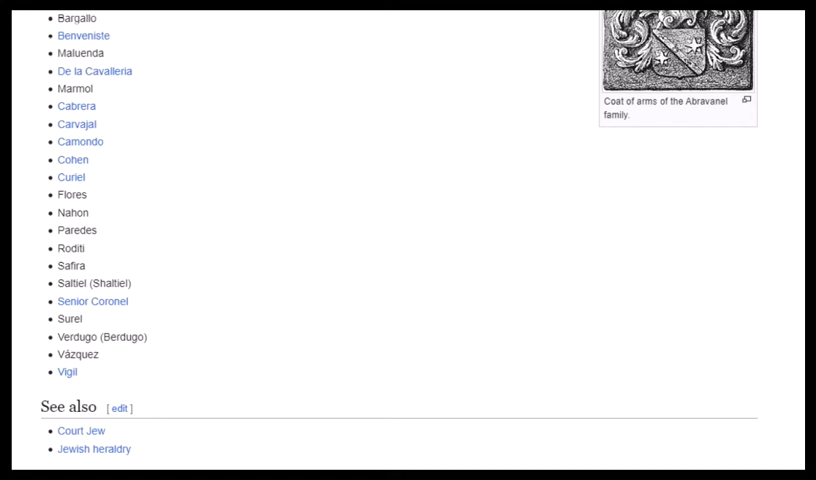 Bargallo
Benveniste
Maluenda
De la Cavalleria
Marmol
Cabrera
Carvajal
Camondo
Cohen
Curiel
Flores
Nahon
Paredes
Roditi
Safira
Saltiel (Shaltiel)
Senior Coronel
Surel
Verdugo (Berdugo)
Vázquez
Vigil
Coat of arms of the Abravanel
family.
See also [ edit ]
Court Jew
Jewish heraldry